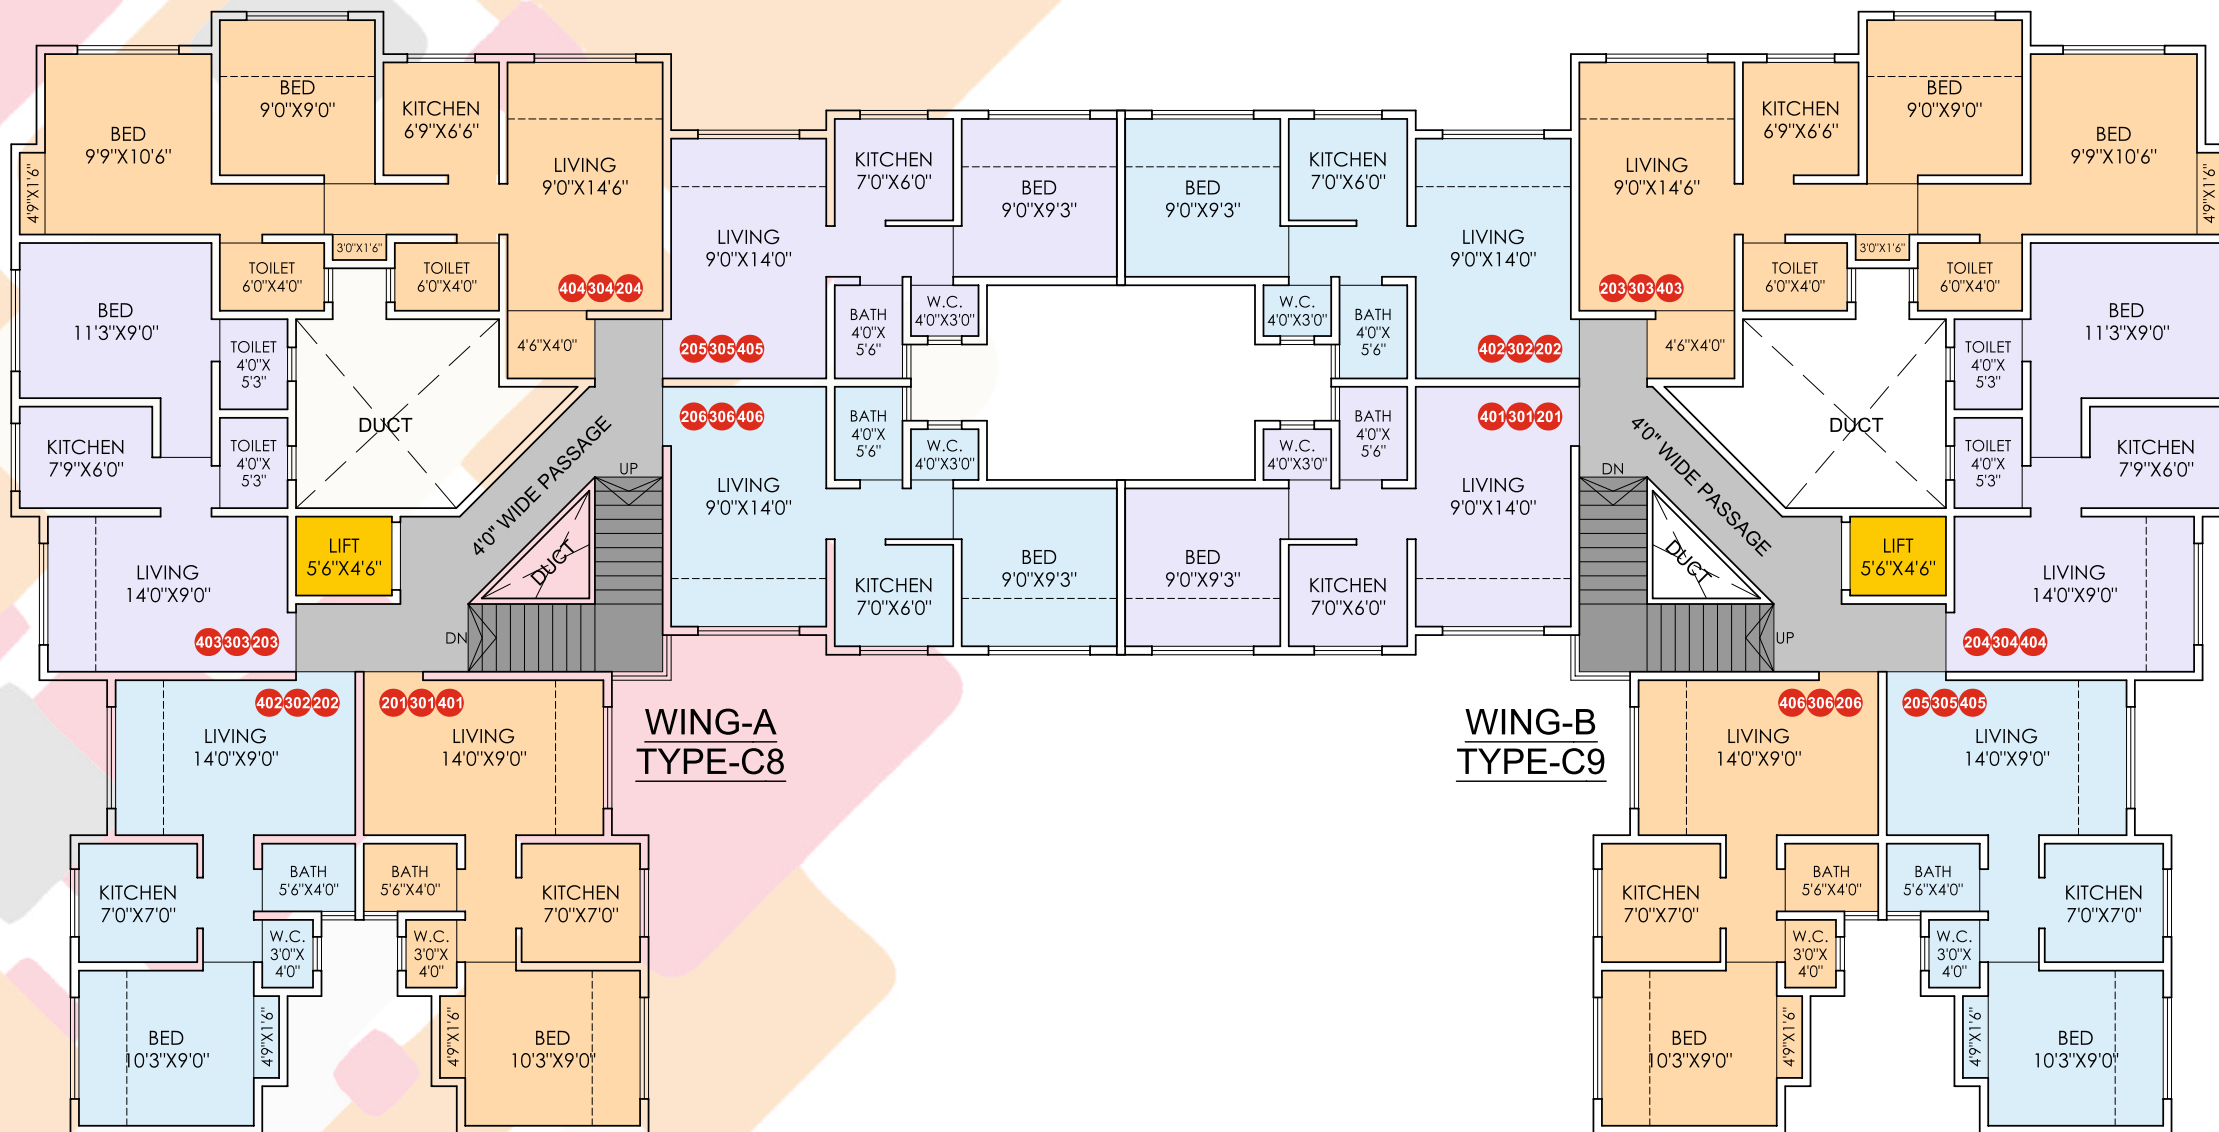 BED
9'9"X10'6"
4'9"X1'6"
BED
9'0"X9'0"
KITCHEN
6'9"X6'6"
LIVING
9'0"X14'6"
404 304 204
TOILET
6'0"X4'0"
3'0"X1'6"
TOILET
6'0"X4'0"
4'6"X4'0"
BED
11'3"X9'0"
TOILET
4'0"X
5'3"
KITCHEN
7'9"X6'0"
TOILET
4'0"X
5'3"
DUCT
LIVING
14'0"X9'0"
403 303 203
LIFT
5'6"X4'6"
4'0" WIDE PASSAGE
DUCT
UP
DN
LIVING
9'0"X14'0"
205 305 405
KITCHEN
7'0"X6'0"
BED
9'0"X9'3"
BATH
4'0"X
5'6"
W.C.
4'0"X3'0"
206 306 406
LIVING
9'0"X14'0"
BATH
4'0"X
5'6"
W.C.
4'0"X3'0"
KITCHEN
7'0"X6'0"
BED
9'0"X9'3"
402 302 202
LIVING
14'0"X9'0"
201 301 401
LIVING
14'0"X9'0"
KITCHEN
7'0"X7'0"
BATH
5'6"X4'0"
BATH
5'6"X4'0"
KITCHEN
7'0"X7'0"
W.C.
3'0"X
4'0"
W.C.
3'0"X
4'0"
BED
10'3"X9'0"
4'9"X1'6"
4'9"X1'6"
BED
10'3"X9'0"
WING-A
TYPE-C8
BED
9'0"X9'3"
KITCHEN
7'0"X6'0"
LIVING
9'0"X14'0"
402 302 202
W.C.
4'0"X3'0"
BATH
4'0"X
5'6"
401 301 201
LIVING
9'0"X14'0"
BATH
4'0"X
5'6"
W.C.
4'0"X3'0"
BED
9'0"X9'3"
KITCHEN
7'0"X6'0"
LIVING
9'0"X14'6"
203 303 403
KITCHEN
6'9"X6'6"
BED
9'0"X9'0"
BED
9'9"X10'6"
4'9"X1'6"
TOILET
6'0"X4'0"
3'0"X1'6"
TOILET
6'0"X4'0"
4'6"X4'0"
BED
11'3"X9'0"
TOILET
4'0"X
5'3"
DUCT
TOILET
4'0"X
5'3"
KITCHEN
7'9"X6'0"
4'0" WIDE PASSAGE
DN
DUCT
UP
LIFT
5'6"X4'6"
LIVING
14'0"X9'0"
204 304 404
WING-B
TYPE-C9
406 306 206
LIVING
14'0"X9'0"
205 305 405
LIVING
14'0"X9'0"
KITCHEN
7'0"X7'0"
BATH
5'6"X4'0"
BATH
5'6"X4'0"
KITCHEN
7'0"X7'0"
W.C.
3'0"X
4'0"
W.C.
3'0"X
4'0"
BED
10'3"X9'0"
4'9"X1'6"
4'9"X1'6"
BED
10'3"X9'0"